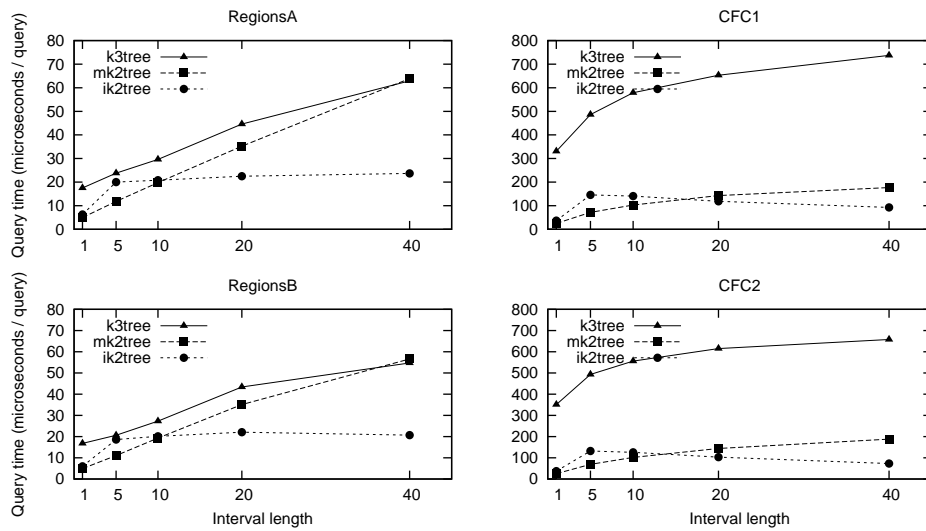 RegionsA
Query time (microseconds / query)
80
70
60
50
40
30
20
10
0
k3tree
mk2tree
ik2tree
1 5 10 20 40
CFC1
800
700
600
500
400
300
200
100
0
k3tree
mk2tree
ik2tree
1 5 10 20 40
RegionsB
Query time (microseconds / query)
80
70
60
50
40
30
20
10
0
k3tree
mk2tree
ik2tree
1 5 10 20 40
Interval length
CFC2
800
700
600
500
400
300
200
100
0
k3tree
mk2tree
ik2tree
1 5 10 20 40
Interval length